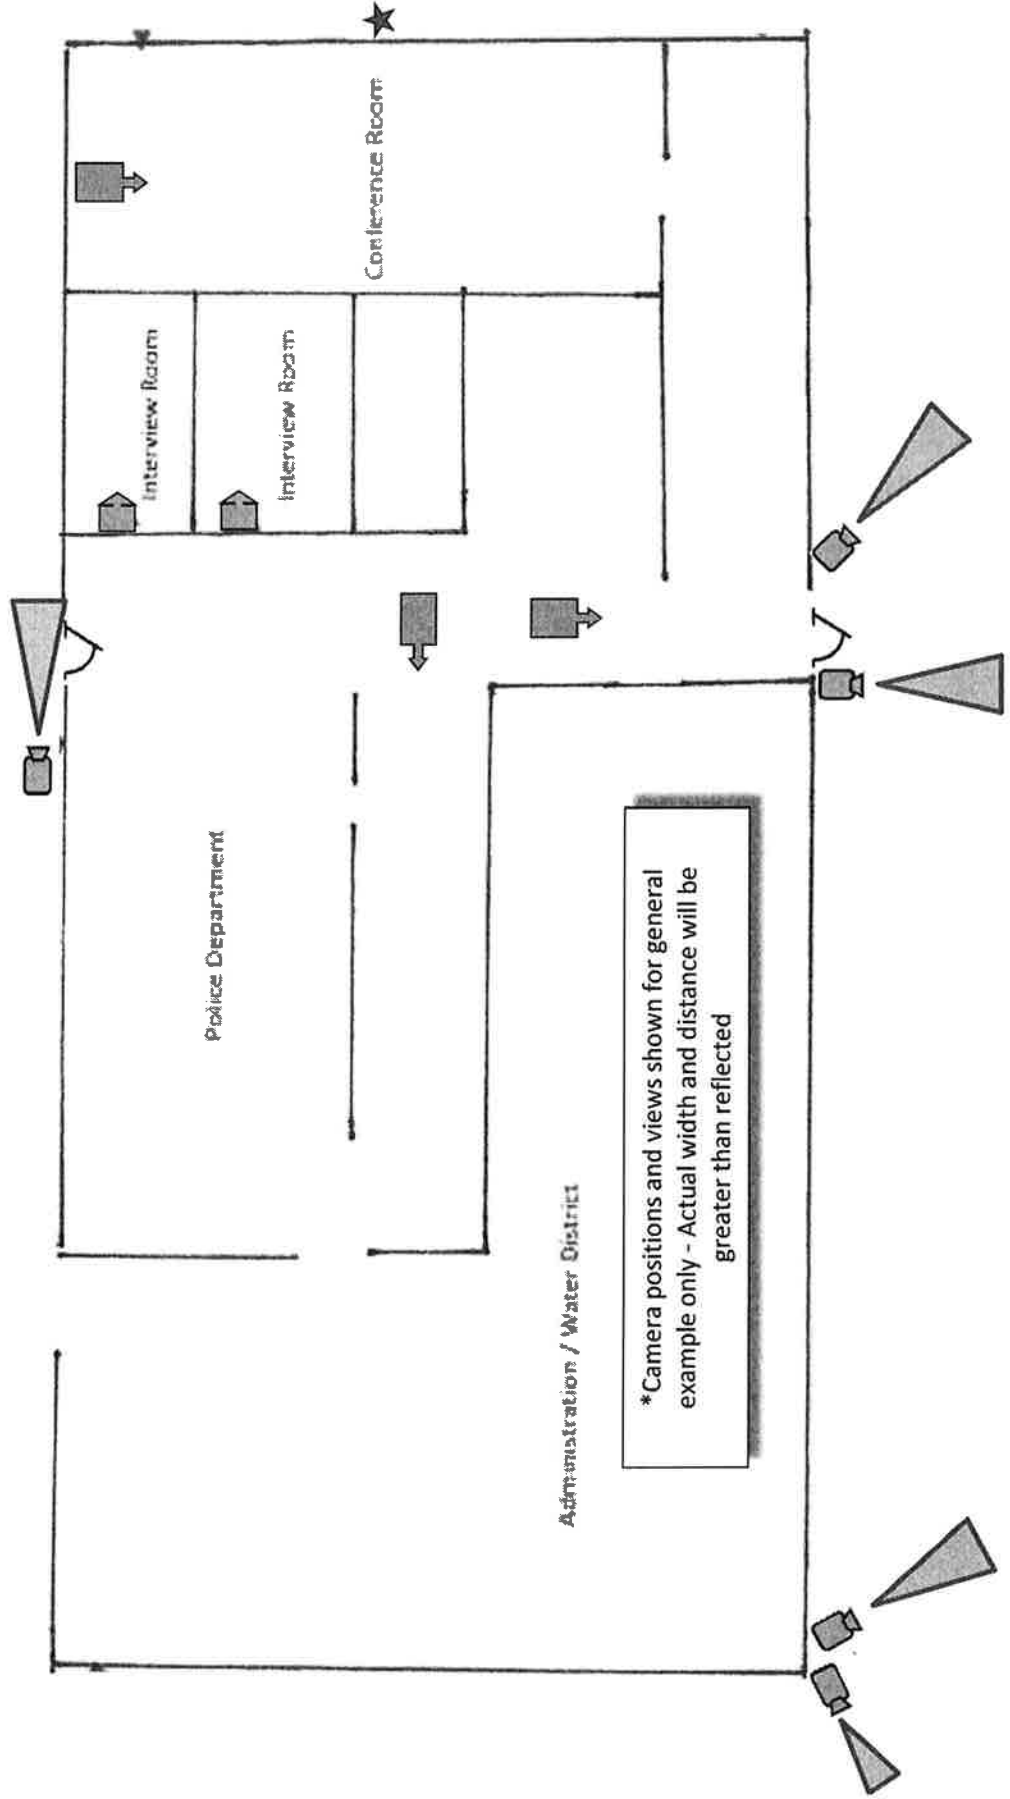 Conference Room
Interview Room
Interview Room
Police Department
Administration / Water District
*Camera positions and views shown for general
example only - Actual width and distance will be
greater than reflected